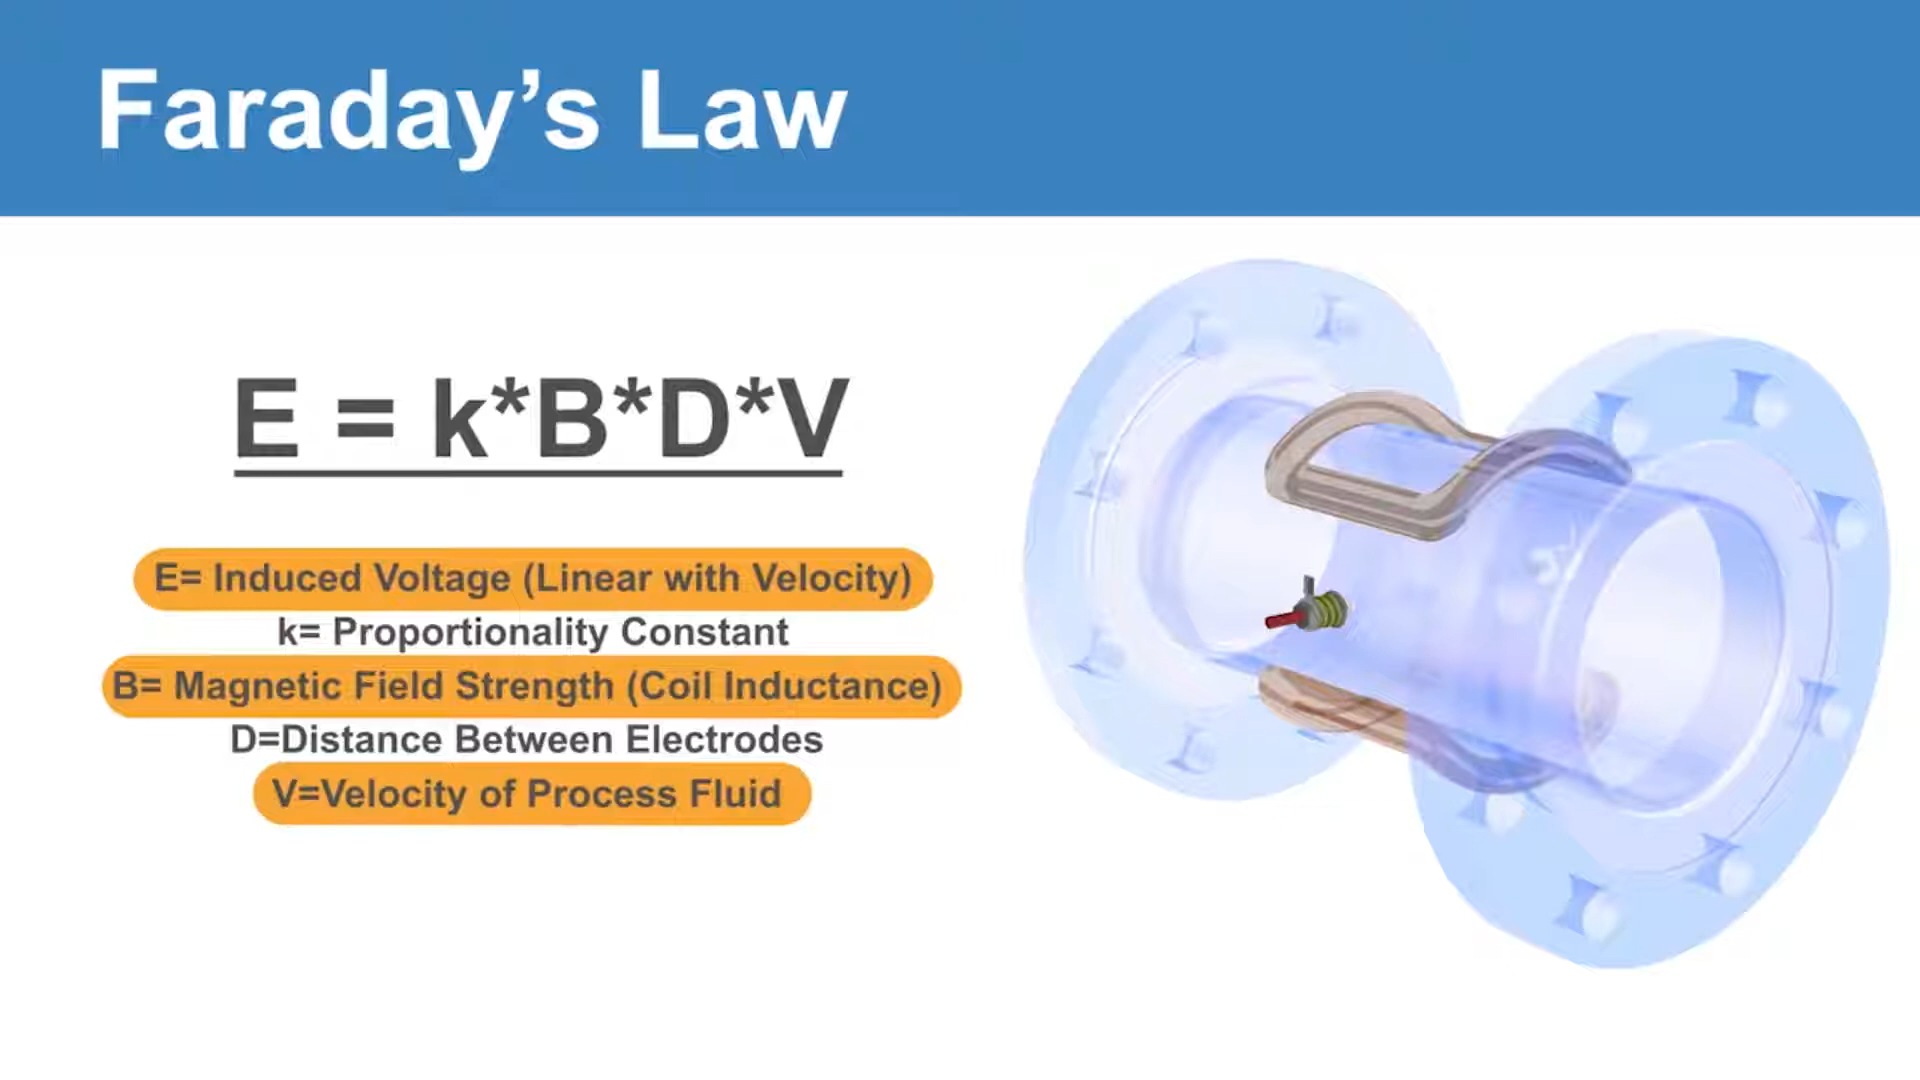 Faraday’s Law
E = k*B*D*V
E= Induced Voltage (Linear with Velocity)
k= Proportionality Constant
B= Magnetic Field Strength (Coil Inductance)
D=Distance Between Electrodes
V=Velocity of Process Fluid